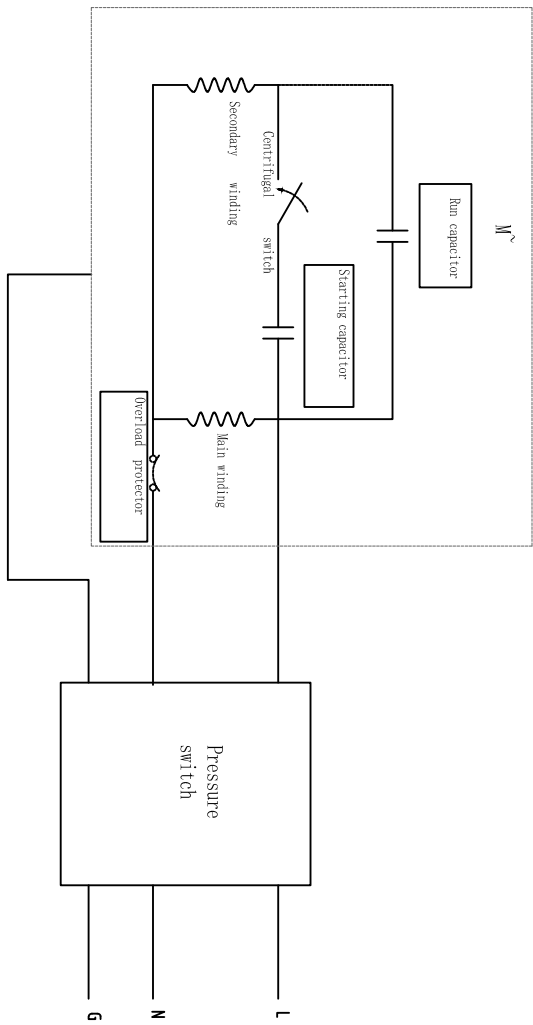 M~
Run capacitor
Starting capacitor
Centrifugal switch
Secondary winding
Main winding
Overload protector
Pressure
switch
L
N
G